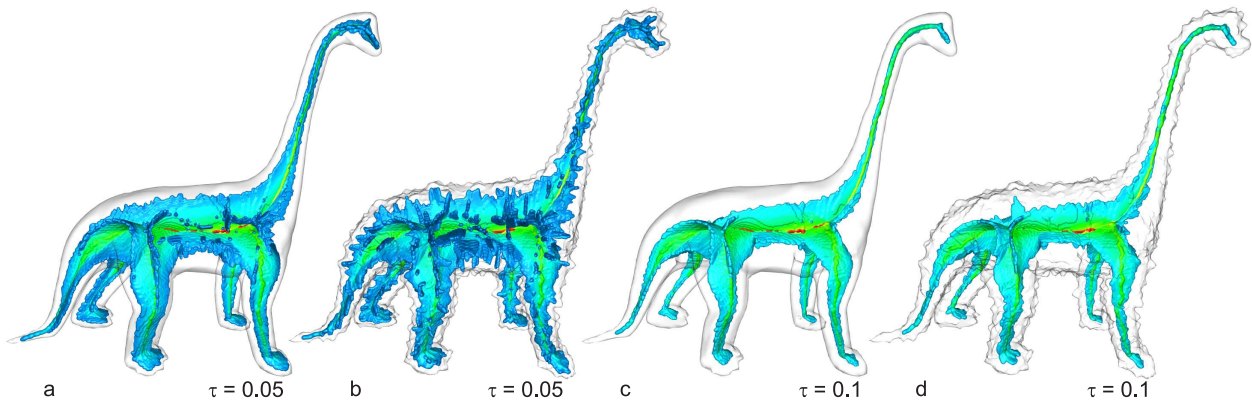 a τ = 0.05 b τ = 0.05 c τ = 0.1 d τ = 0.1